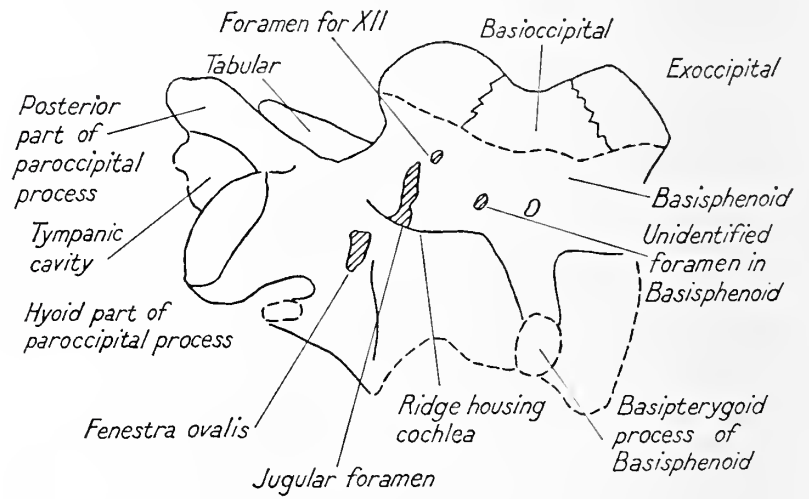 Foramen for XII
Basioccipital
Tabular
Exoccipital
Posterior
part of
paroccipital
process
Basisphenoid
Tympanic
cavity
Unidentified
foramen in
Basisphenoid
Hyoid part of
paroccipital process
Fenestra ovalis
Ridge housing
cochlea
Basipterygoid
process of
Basisphenoid
Jugular foramen